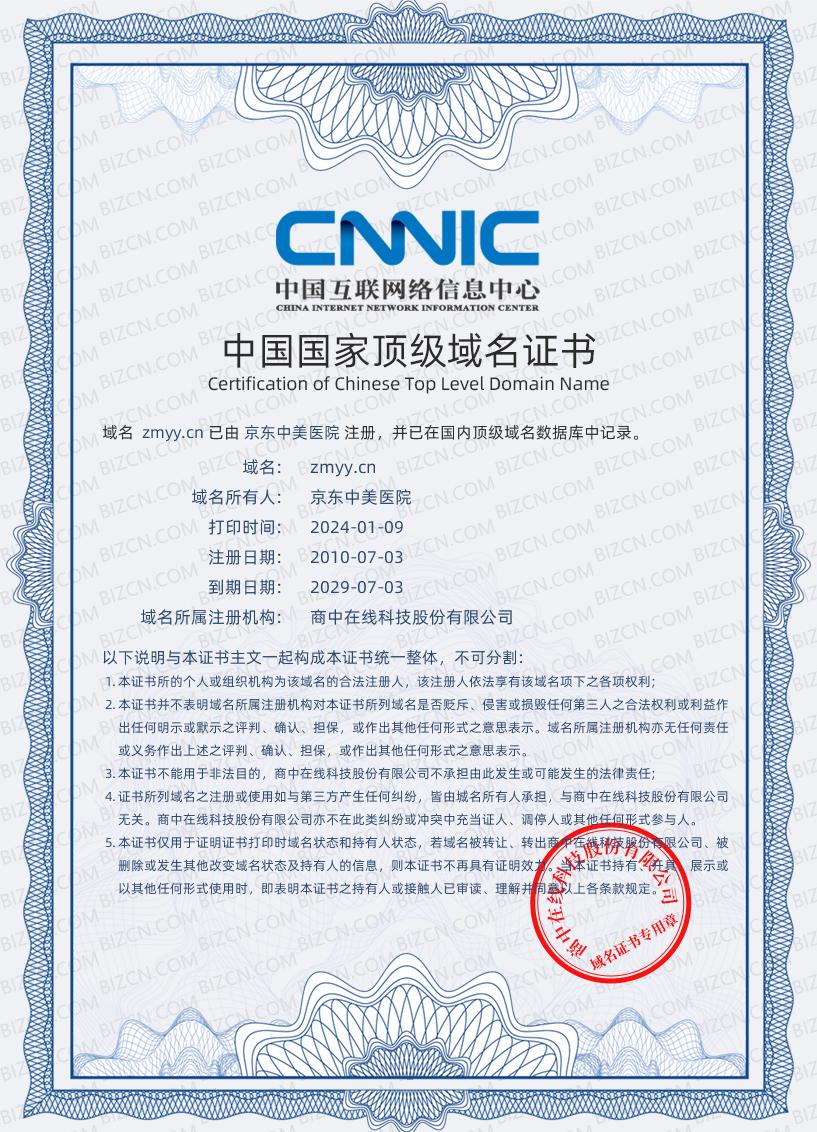 CNNIC
中国互联网络信息中心
CHINA INTERNET NETWORK INFORMATION CENTER
中国国家顶级域名证书
Certification of Chinese Top Level Domain Name
域名 zmyy.cn 已由 京东中美医院 注册，并已在国内顶级域名数据库中记录。
域名： zmyy.cn
域名所有人： 京东中美医院
打印时间： 2024-01-09
注册日期： 2010-07-03
到期日期： 2029-07-03
域名所属注册机构： 商中在线科技股份有限公司
以下说明与本证书主文一起构成本证书统一整体，不可分割：
1. 本证书所的个人或组织机构为该域名的合法注册人，该注册人依法享有该域名项下之各项权利；
2. 本证书并不表明域名所属注册机构对本证书所列域名是否贬斥、侵害或损毁任何第三人之合法权利或利益作
出任何明示或默示之评判、确认、担保，或作出其他任何形式之意思表示。域名所属注册机构亦无任何责任
或义务作出上述之评判、确认、担保，或作出其他任何形式之意思表示。
3. 本证书不能用于非法目的，商中在线科技股份有限公司不承担由此发生或可能发生的法律责任；
4. 证书所列域名之注册或使用如与第三方产生任何纠纷，皆由城名所有人承担，与商中在线科技股份有限公司
无关。商中在线科技股份有限公司亦不在此类纠纷或冲突中充当证人、调停人或其他任何形式参与人。
5. 本证书仅用于证明证书打印时域名状态和持有人状态，若域名被转让、转出商中在线科技股份有限公司、被
删除或发生其他改变域名状态及持有人的信息，则本证书不再具有证明效力。当本证书持有、在具、展示或
以其他任何形式使用时，即表明本证书之持有人或接触人已审读、理解并同意以上各条款规定。
商中在线科技股份有限公司
域名证书专用章
BIZCN.COM